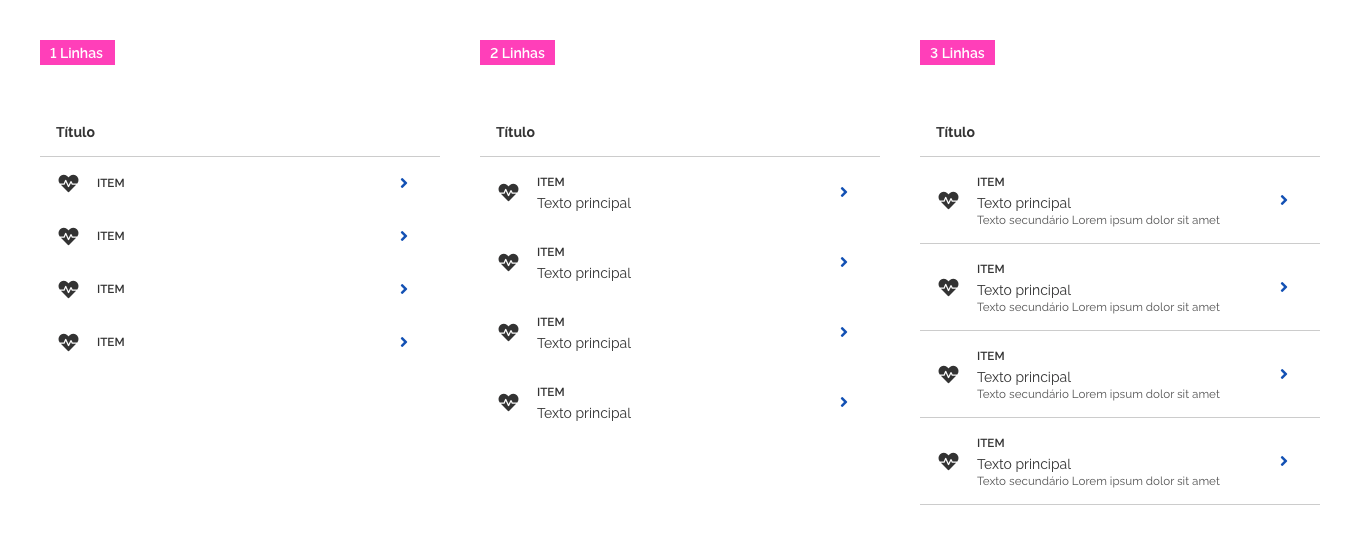 1 Linhas
Título
ITEM
ITEM
ITEM
ITEM
2 Linhas
Título
ITEM
Texto principal
ITEM
Texto principal
ITEM
Texto principal
ITEM
Texto principal
3 Linhas
Título
ITEM
Texto principal
Texto secundário Lorem ipsum dolor sit amet
ITEM
Texto principal
Texto secundário Lorem ipsum dolor sit amet
ITEM
Texto principal
Texto secundário Lorem ipsum dolor sit amet
ITEM
Texto principal
Texto secundário Lorem ipsum dolor sit amet